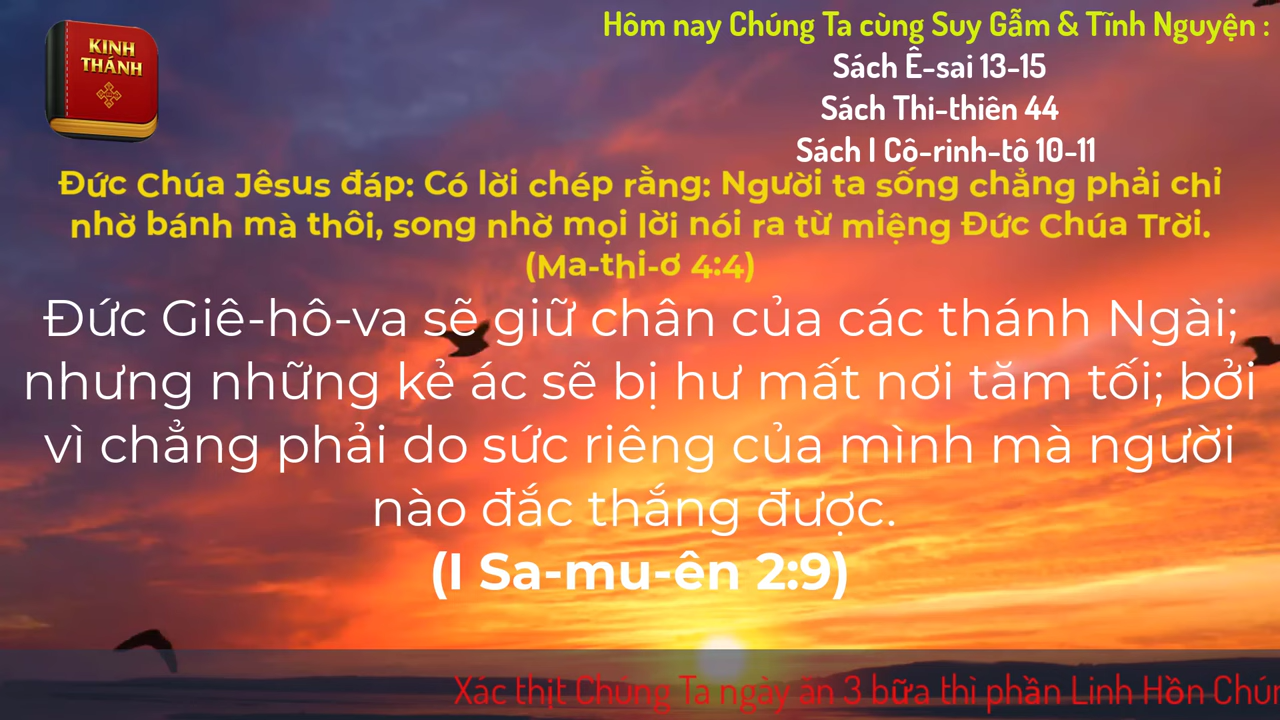 KINH
THÁNH
Hôm nay Chúng Ta cùng Suy Gẫm & Tĩnh Nguyện :
Sách Ê-sai 13-15
Sách Thi-thiên 44
Sách I Cô-rinh-tô 10-11
Đức Chúa Jêsus đáp: Có lời chép rằng: Người ta sống chẳng phải chỉ
nhờ bánh mà thôi, song nhờ mọi lời nói ra từ miệng Đức Chúa Trời.
(Ma-thi-ơ 4:4)
Đức Giê-hô-va sẽ giữ chân của các thánh Ngài;
nhưng những kẻ ác sẽ bị hư mất nơi tăm tối; bởi
vì chẳng phải do sức riêng của mình mà người
nào đắc thắng được.
(I Sa-mu-ên 2:9)
Xác thịt Chúng Ta ngày ăn 3 bữa thì phần Linh Hồn